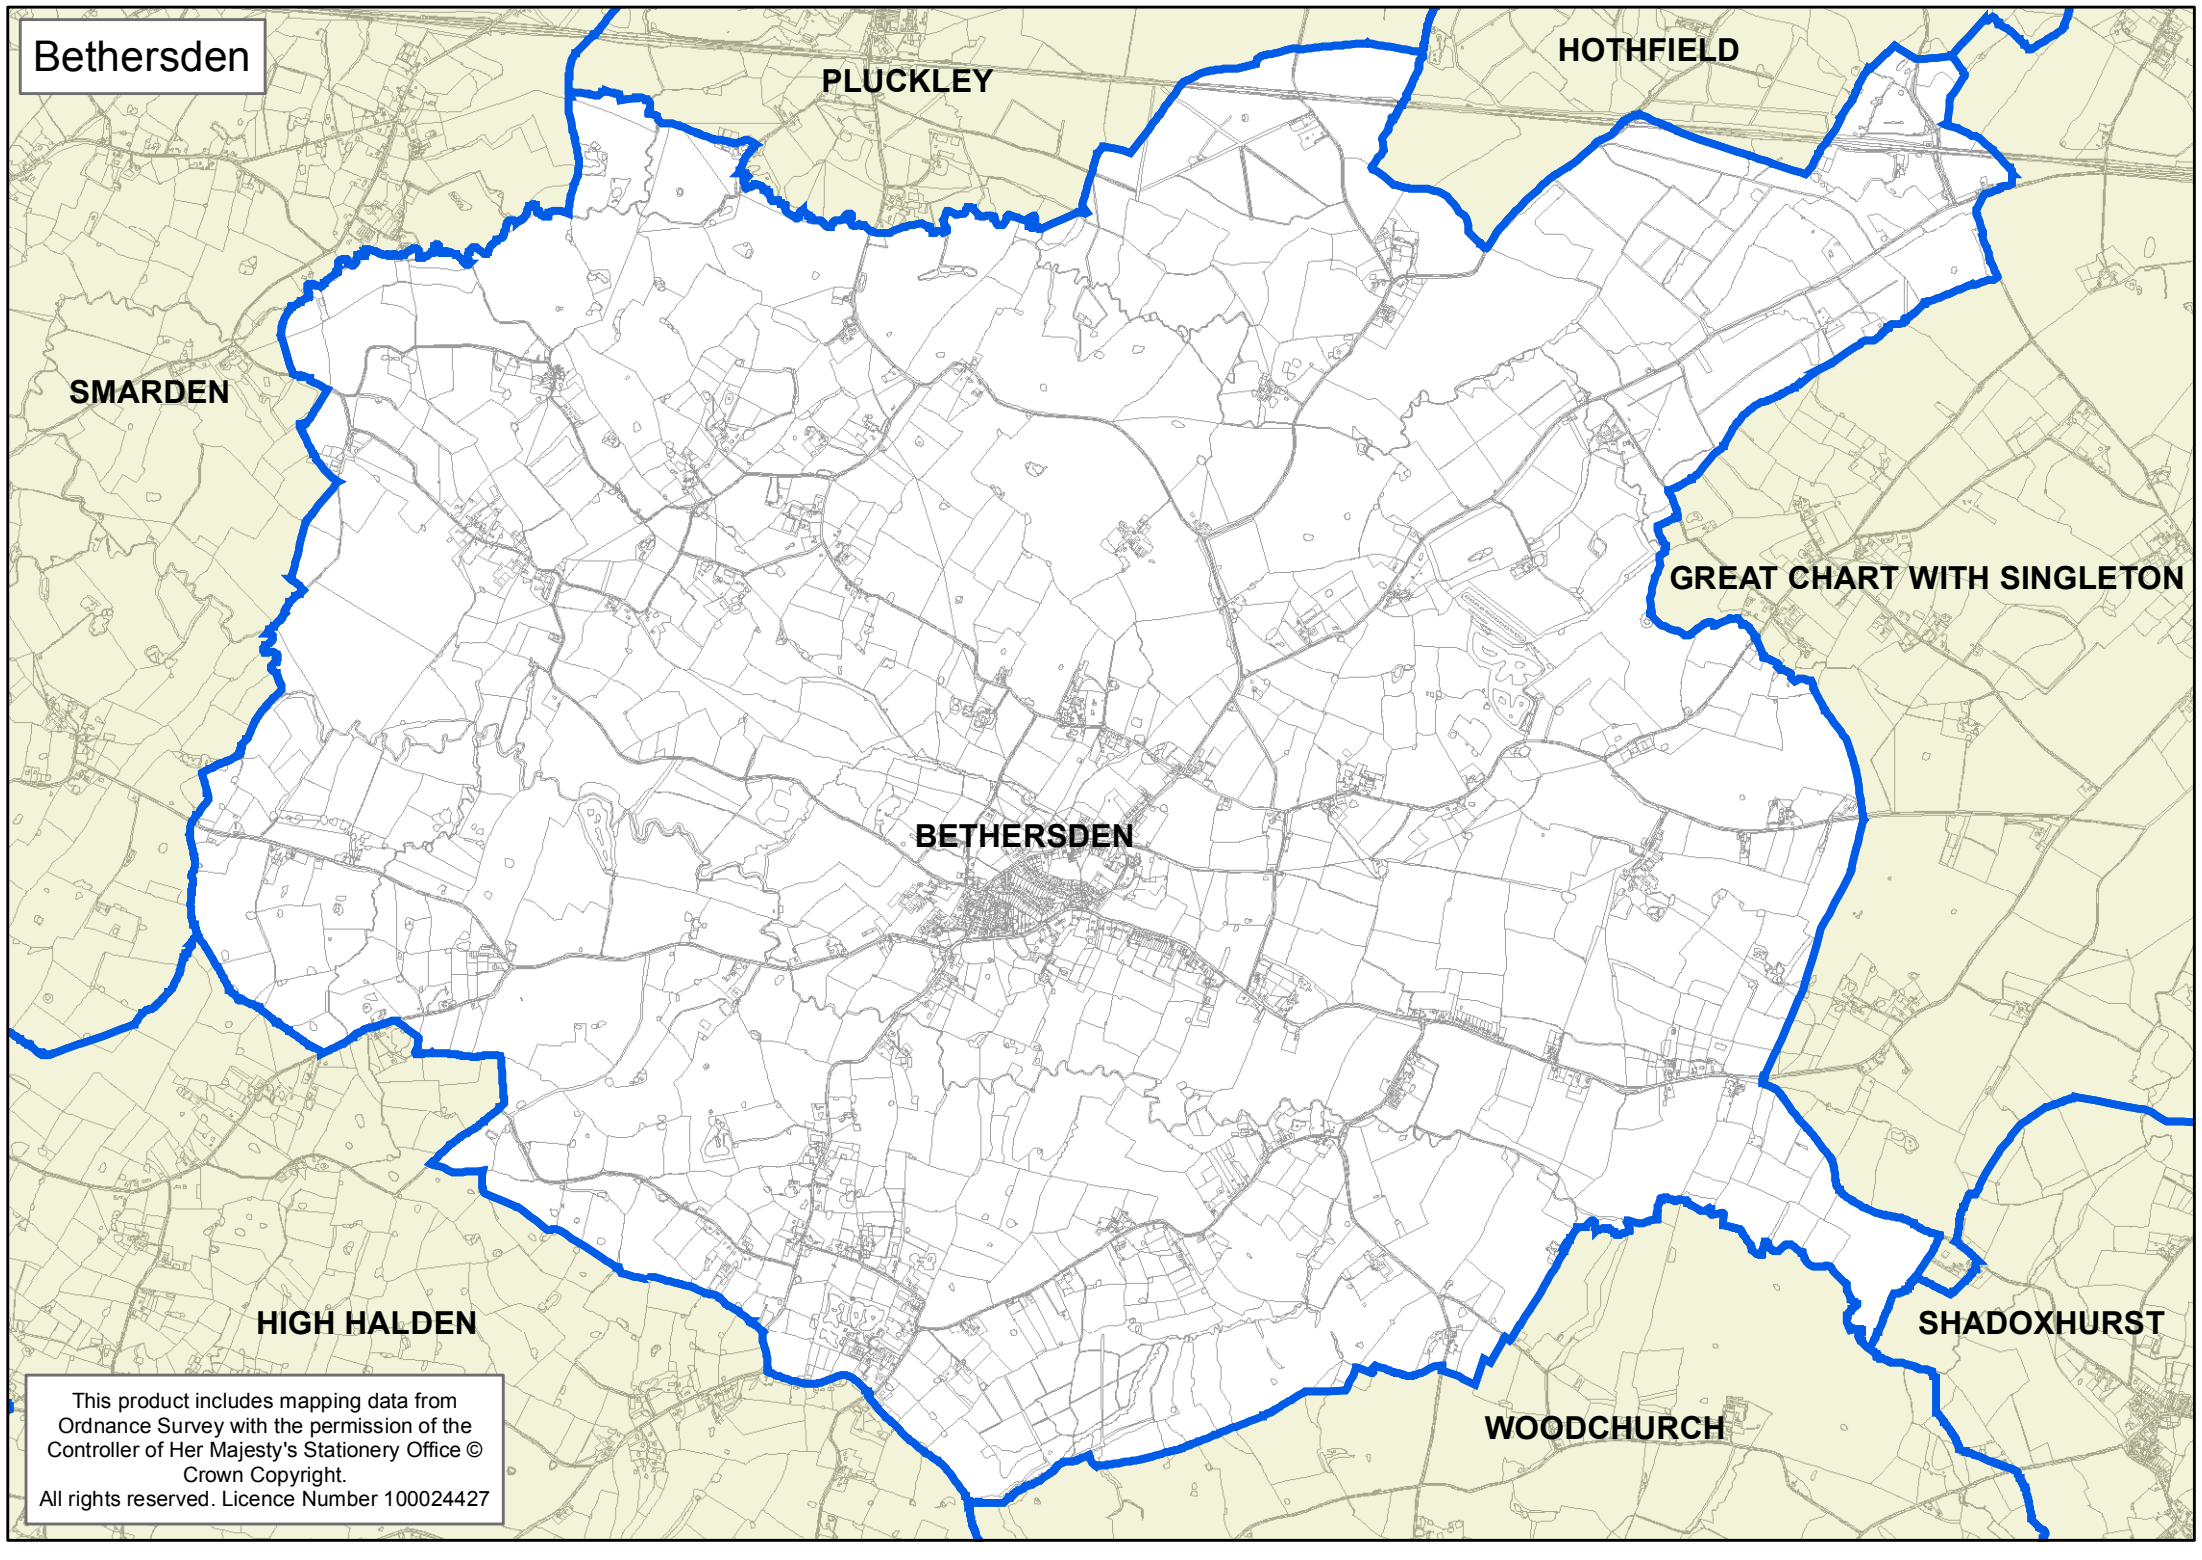 Bethersden
HOTHFIELD
PLUCKLEY
SMARDEN
GREAT CHART WITH SINGLETON
BETHERSDEN
HIGH HALDEN
SHADOXHURST
WOODCHURCH
This product includes mapping data from
Ordnance Survey with the permission of the
Controller of Her Majesty's Stationery Office ©
Crown Copyright.
All rights reserved. Licence Number 100024427